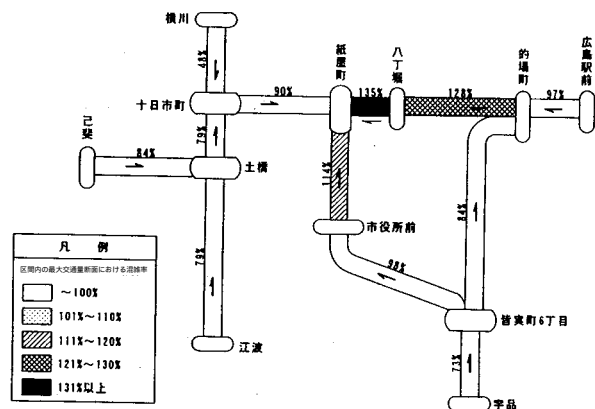 横川
48%
十日市町
90%
紙屋町
135%
八丁堀
128%
的場町
97%
広島駅前
己斐
84%
79%
土橋
114%
市役所前
84%
79%
98%
江波
皆実町6丁目
73%
宇品
凡 例
区間内の最大交通量断面における混雑率
～100%
101%～110%
111%～120%
121%～130%
131%以上